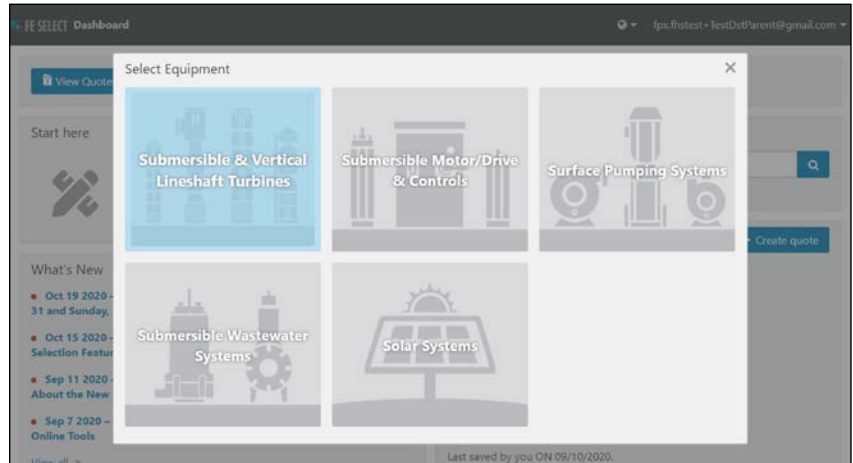 FE SELECT Dashboard
fpx.fhstest+TestDstParent@gmail.com
View Quote
Select Equipment
Start here
Submersible & Vertical
Lineshaft Turbines
Submersible Motor/Drive
& Controls
Surface Pumping Systems
Create quote
What's New
Oct 19 2020 -
31 and Sunday,
Oct 15 2020 -
Selection Featur
Sep 11 2020 -
About the New
Sep 7 2020 –
Online Tools
View all >
Submersible Wastewater
Systems
Solar Systems
Last saved by you ON 09/10/2020.